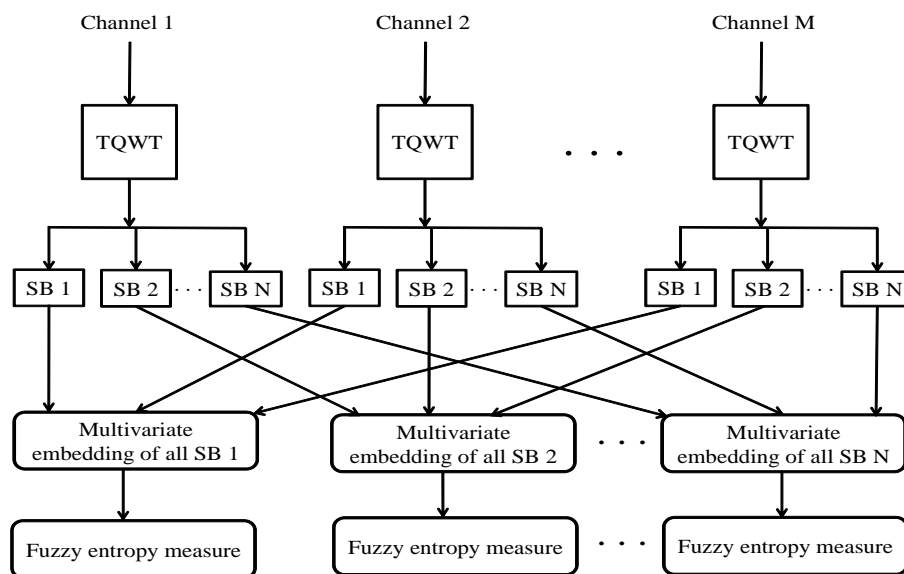 Channel 1 Channel 2 Channel M
TQWT TQWT . . . TQWT
SB 1 SB 2 ... SB N SB 1 SB 2 ... SB N SB 1 SB 2 ... SB N
Multivariate
embedding of all SB 1
Multivariate
embedding of all SB 2
. . .
Multivariate
embedding of all SB N
Fuzzy entropy measure Fuzzy entropy measure . . . Fuzzy entropy measure